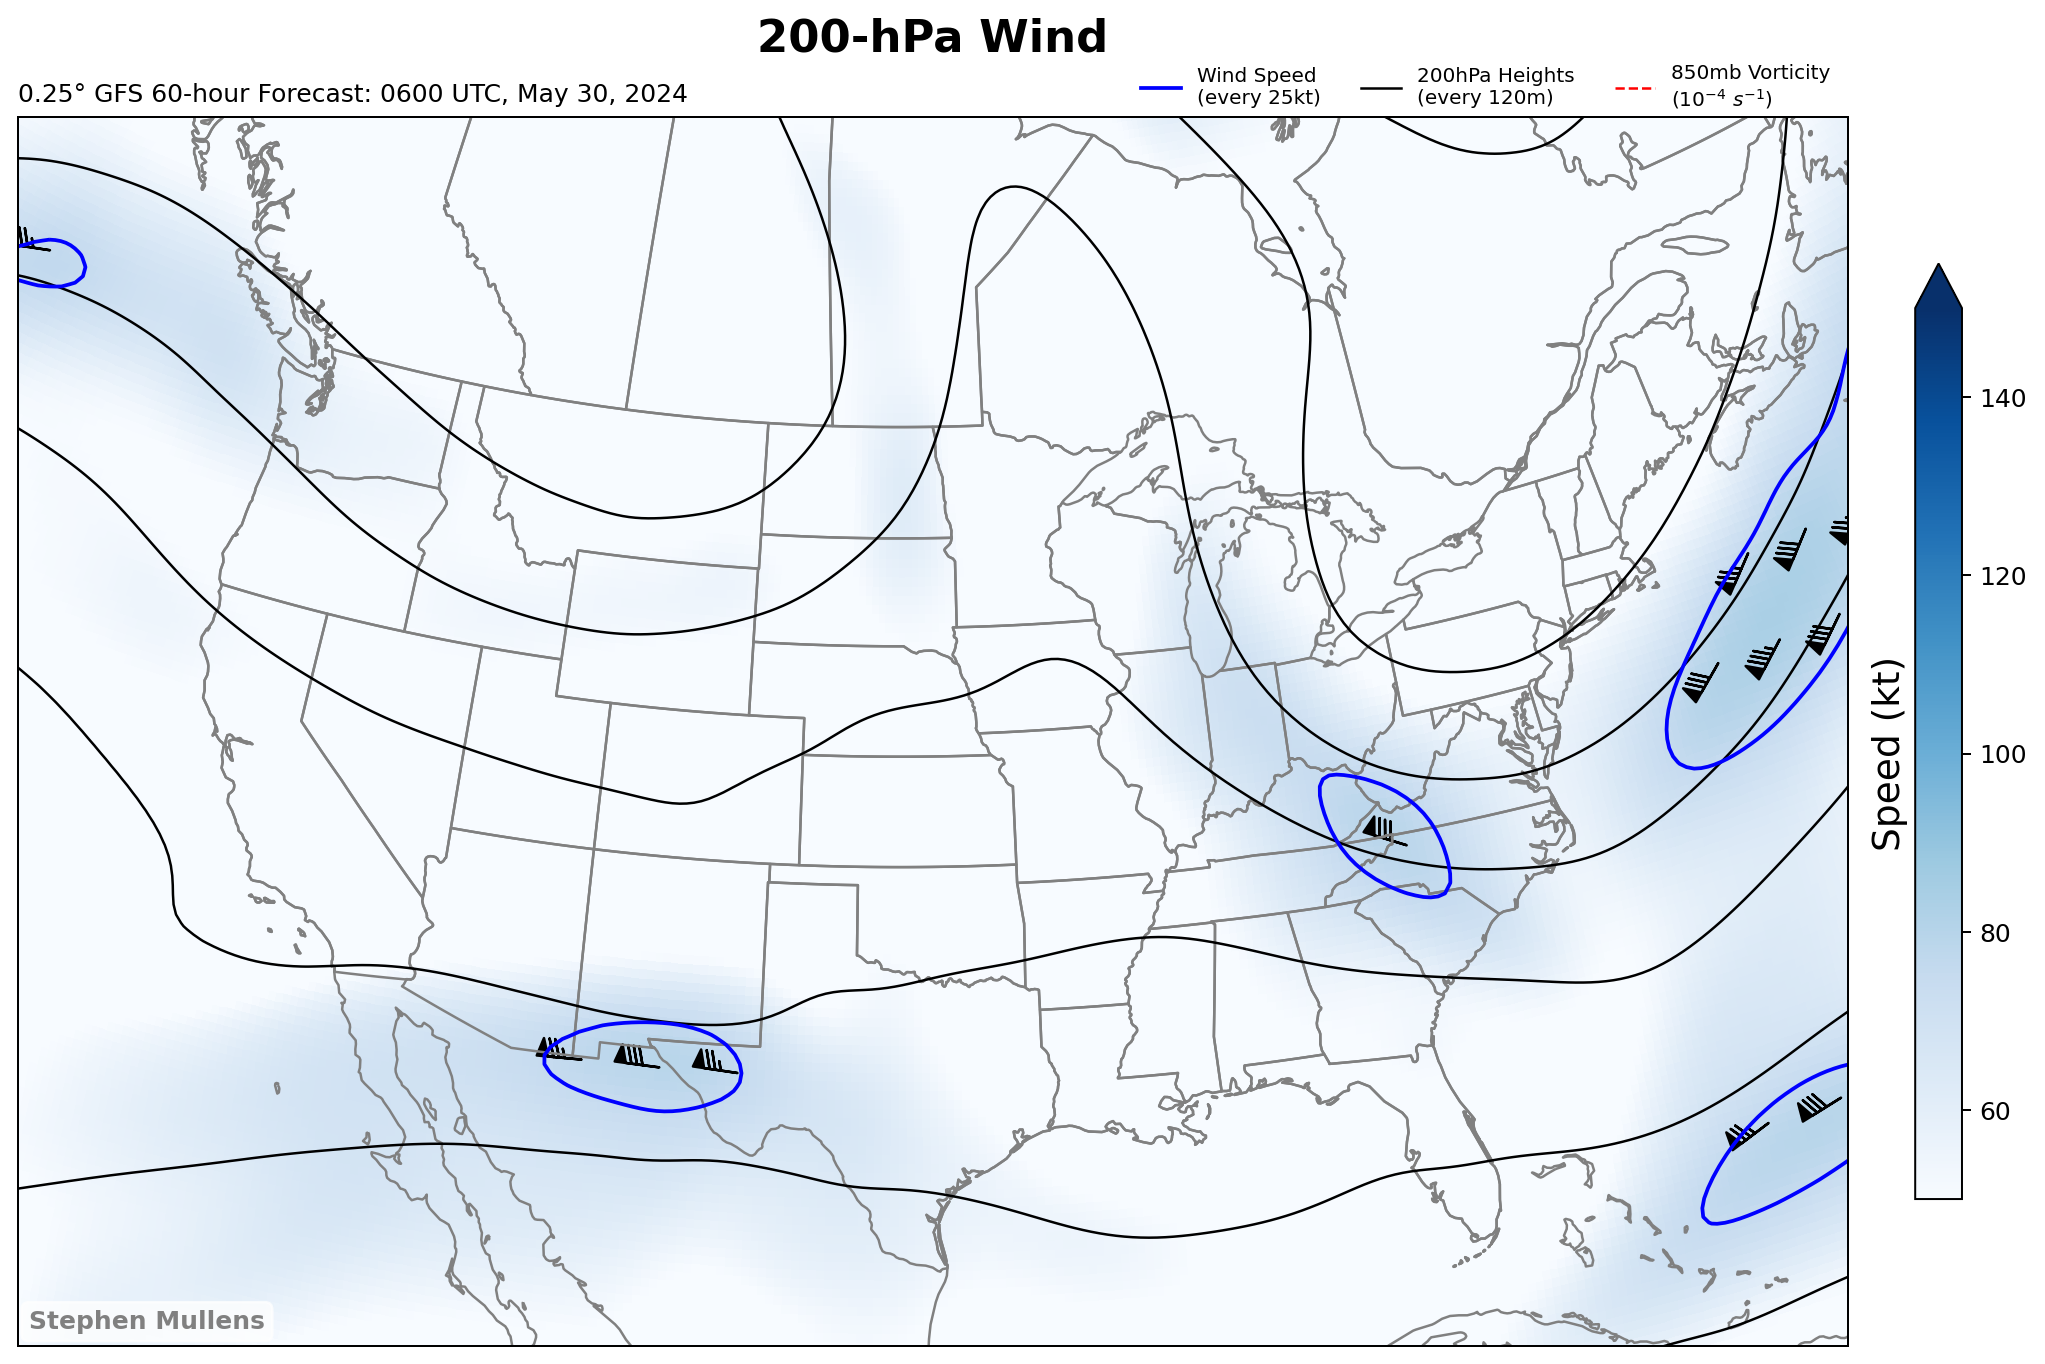 200-hPa Wind
0.25° GFS 60-hour Forecast: 0600 UTC, May 30, 2024
Wind Speed
(every 25kt)
200hPa Heights
(every 120m)
850mb Vorticity
(10⁻⁴ s⁻¹)
140
120
100
80
60
Speed (kt)
Stephen Mullens